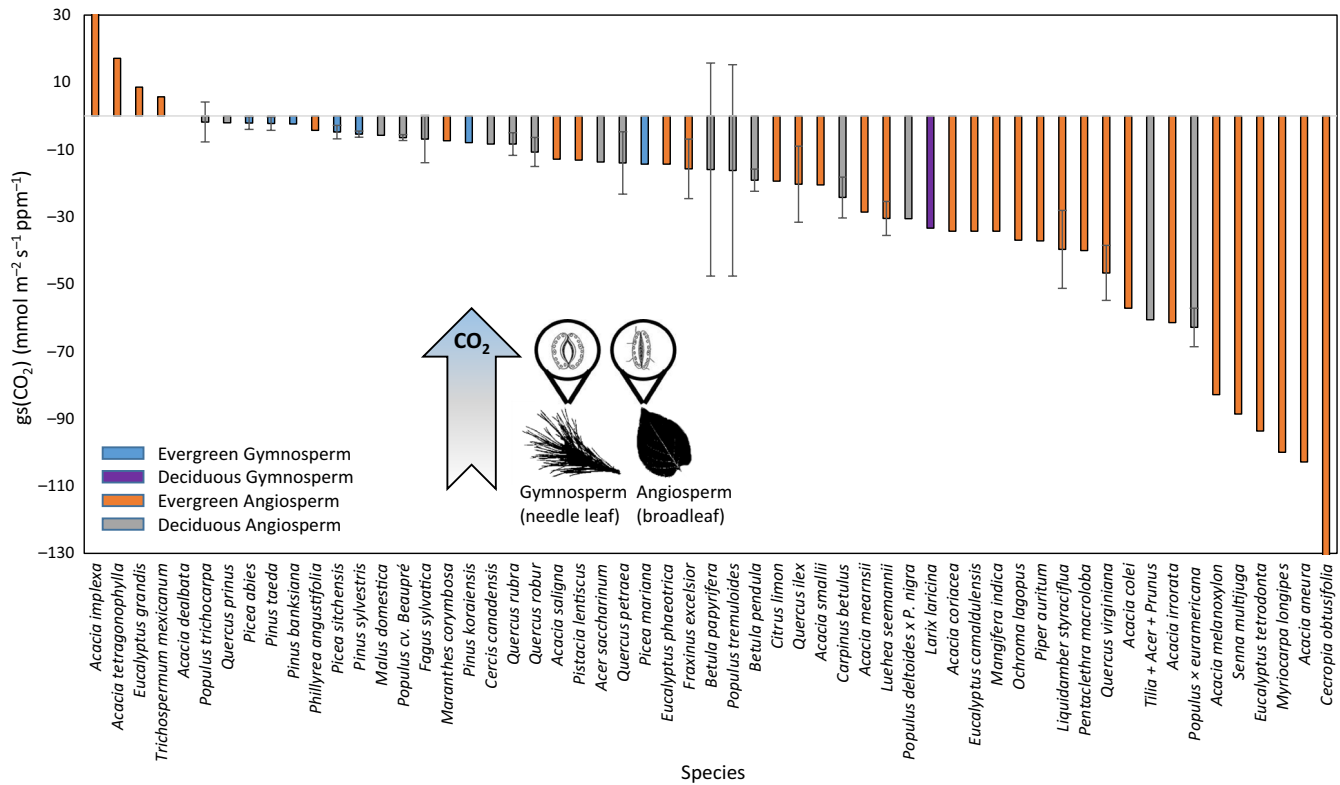 30
10
−10
−30
−50
−70
−90
−110
−130
gs(CO₂) (mmol m⁻² s⁻¹ ppm⁻¹)
CO₂
Evergreen Gymnosperm
Deciduous Gymnosperm
Evergreen Angiosperm
Deciduous Angiosperm
Gymnosperm
(needle leaf)
Angiosperm
(broadleaf)
Acacia implexa
Acacia tetragonophylla
Eucalyptus grandis
Trichospermum mexicanum
Acacia dealbata
Populus trichocarpa
Quercus prinus
Picea abies
Pinus taeda
Pinus banksiana
Phillyrea angustifolia
Picea sitchensis
Pinus sylvestris
Malus domestica
Populus cv. Beaupré
Fagus sylvatica
Maranthes corymbosa
Pinus koraiensis
Cercis canadensis
Quercus rubra
Quercus robur
Acacia saligna
Pistacia lentiscus
Acer saccharinum
Quercus petraea
Picea mariana
Eucalyptus phaeotrica
Fraxinus excelsior
Betula papyrifera
Populus tremuloides
Betula pendula
Citrus limon
Quercus ilex
Acacia smallii
Carpinus betulus
Acacia mearnsii
Luehea seemannii
Populus deltoides x P. nigra
Larix laricina
Acacia coriacea
Eucalyptus camaldulensis
Mangifera indica
Ochroma lagopus
Piper auritum
Liquidamber styraciflua
Pentaclethra macroloba
Quercus virginiana
Acacia colei
Tilia + Acer + Prunus
Acacia irrorata
Populus × euramericana
Acacia melanoxylon
Senna multijuga
Eucalyptus tetrodonta
Myriocarpa longipes
Acacia aneura
Cecropia obtusifolia
Species